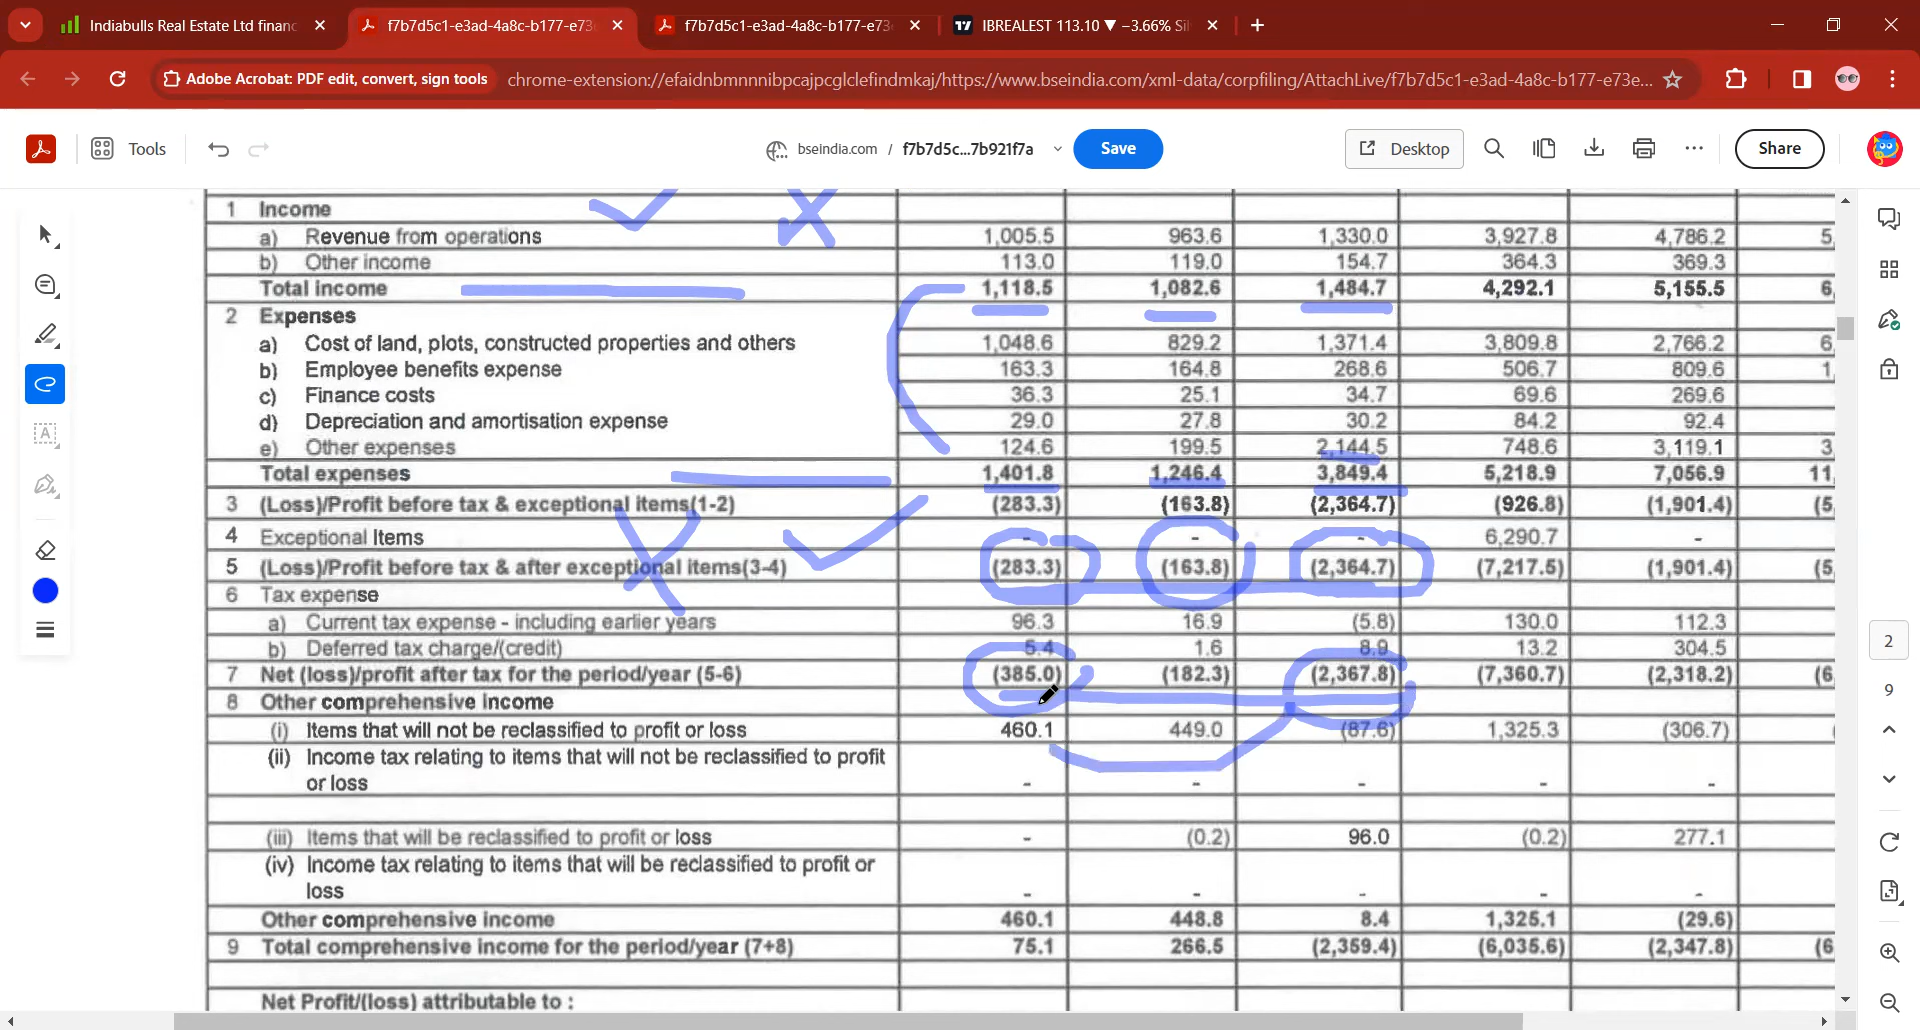 Indiabulls Real Estate Ltd financ
f7b7d5c1-e3ad-4a8c-b177-e73
f7b7d5c1-e3ad-4a8c-b177-e73
IBREALEST 113.10 ▼ −3.66%
Adobe Acrobat: PDF edit, convert, sign tools
chrome-extension://efaidnbmnnnibpcajpcglclefindmkaj/https://www.bseindia.com/xml-data/corpfiling/AttachLive/f7b7d5c1-e3ad-4a8c-b177-e73e...
Tools
bseindia.com / f7b7d5c...7b921f7a
Save
Desktop
Share
1 Income
a) Revenue from operations 1,005.5 963.6 1,330.0 3,927.8 4,786.2 5,
b) Other income 113.0 119.0 154.7 364.3 369.3
Total income 1,118.5 1,082.6 1,484.7 4,292.1 5,155.5 6,
2 Expenses
a) Cost of land, plots, constructed properties and others 1,048.6 829.2 1,371.4 3,809.8 2,766.2 6,
b) Employee benefits expense 163.3 164.8 268.6 506.7 809.6 1,
c) Finance costs 36.3 25.1 34.7 69.6 269.6
d) Depreciation and amortisation expense 29.0 27.8 30.2 84.2 92.4
e) Other expenses 124.6 199.5 2,144.5 748.6 3,119.1 3,
Total expenses 1,401.8 1,246.4 3,849.4 5,218.9 7,056.9 11,
3 (Loss)/Profit before tax & exceptional items(1-2) (283.3) (163.8) (2,364.7) (926.8) (1,901.4) (5,
4 Exceptional Items - - - 6,290.7 -
5 (Loss)/Profit before tax & after exceptional items(3-4) (283.3) (163.8) (2,364.7) (7,217.5) (1,901.4) (5,
6 Tax expense
a) Current tax expense - including earlier years 96.3 16.9 (5.8) 130.0 112.3
b) Deferred tax charge/(credit) 5.4 1.6 8.9 13.2 304.5
7 Net (loss)/profit after tax for the period/year (5-6) (385.0) (182.3) (2,367.8) (7,360.7) (2,318.2) (6,
8 Other comprehensive income
(i) Items that will not be reclassified to profit or loss 460.1 449.0 (87.6) 1,325.3 (306.7)
(ii) Income tax relating to items that will not be reclassified to profit
or loss - - - - -
(iii) Items that will be reclassified to profit or loss - (0.2) 96.0 (0.2) 277.1
(iv) Income tax relating to items that will be reclassified to profit or
loss - - - - -
Other comprehensive income 460.1 448.8 8.4 1,325.1 (29.6)
9 Total comprehensive income for the period/year (7+8) 75.1 266.5 (2,359.4) (6,035.6) (2,347.8) (6,
Net Profit/(loss) attributable to :
2
9